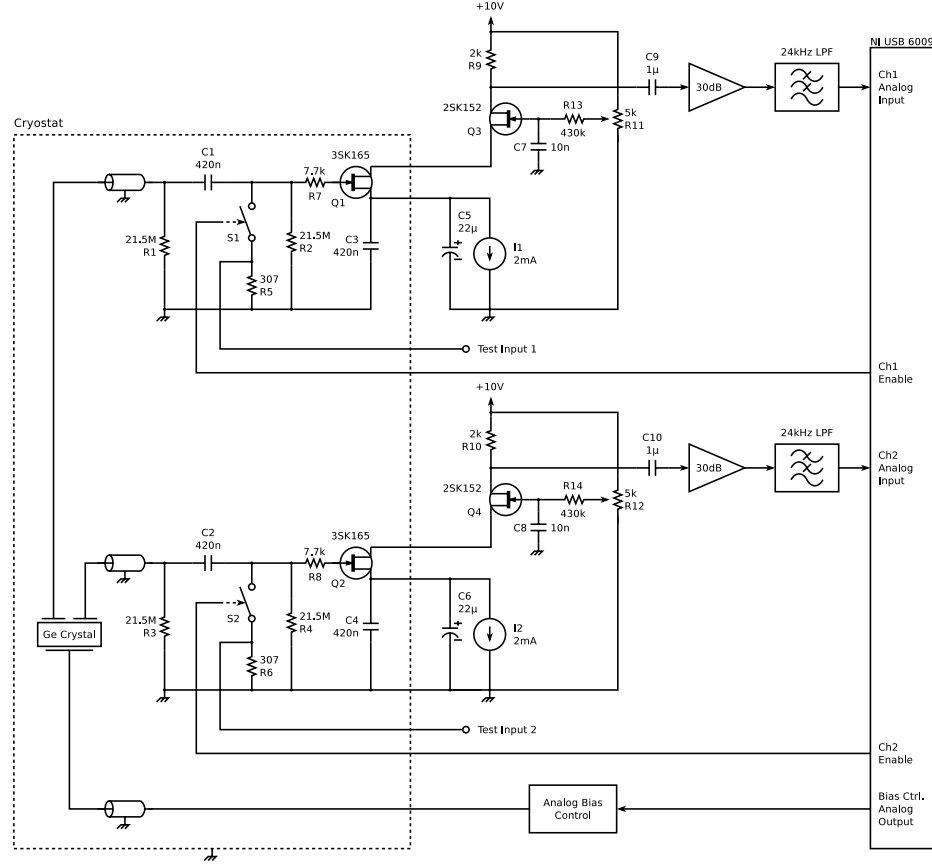 +10V
2k
R9
C9
1µ
30dB
24kHz LPF
NI USB 6009
Ch1
Analog
Input
2SK152
Q3
R13
430k
5k
R11
C7
10n
Cryostat
C1
420n
3SK165
7.7k
R7
Q1
21.5M
R1
S1
21.5M
R2
C3
420n
C5
22µ
I1
2mA
307
R5
Test Input 1
Ch1
Enable
+10V
2k
R10
C10
1µ
30dB
24kHz LPF
Ch2
Analog
Input
2SK152
Q4
R14
430k
5k
R12
C8
10n
C2
420n
3SK165
7.7k
R8
Q2
21.5M
R3
S2
21.5M
R4
C4
420n
C6
22µ
I2
2mA
Ge Crystal
307
R6
Test Input 2
Ch2
Enable
Analog Bias
Control
Bias Ctrl.
Analog
Output